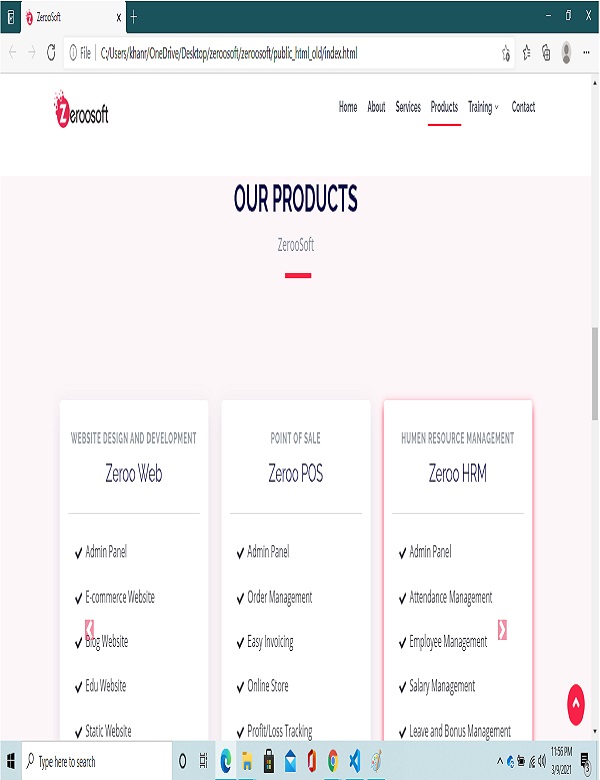 ZerooSoft
File | C:/Users/khanr/OneDrive/Desktop/zeroosoft/zeroosoft/public_html_old/index.html
Zeroosoft
Home About Services Products Training Contact
OUR PRODUCTS
ZerooSoft
WEBSITE DESIGN AND DEVELOPMENT
Zeroo Web
Admin Panel
E-commerce Website
Blog Website
Edu Website
Static Website
POINT OF SALE
Zeroo POS
Admin Panel
Order Management
Easy Invoicing
Online Store
Profit/Loss Tracking
HUMEN RESOURCE MANAGEMENT
Zeroo HRM
Admin Panel
Attendance Management
Employee Management
Salary Management
Leave and Bonus Management
Type here to search
11:56 PM
3/9/2021